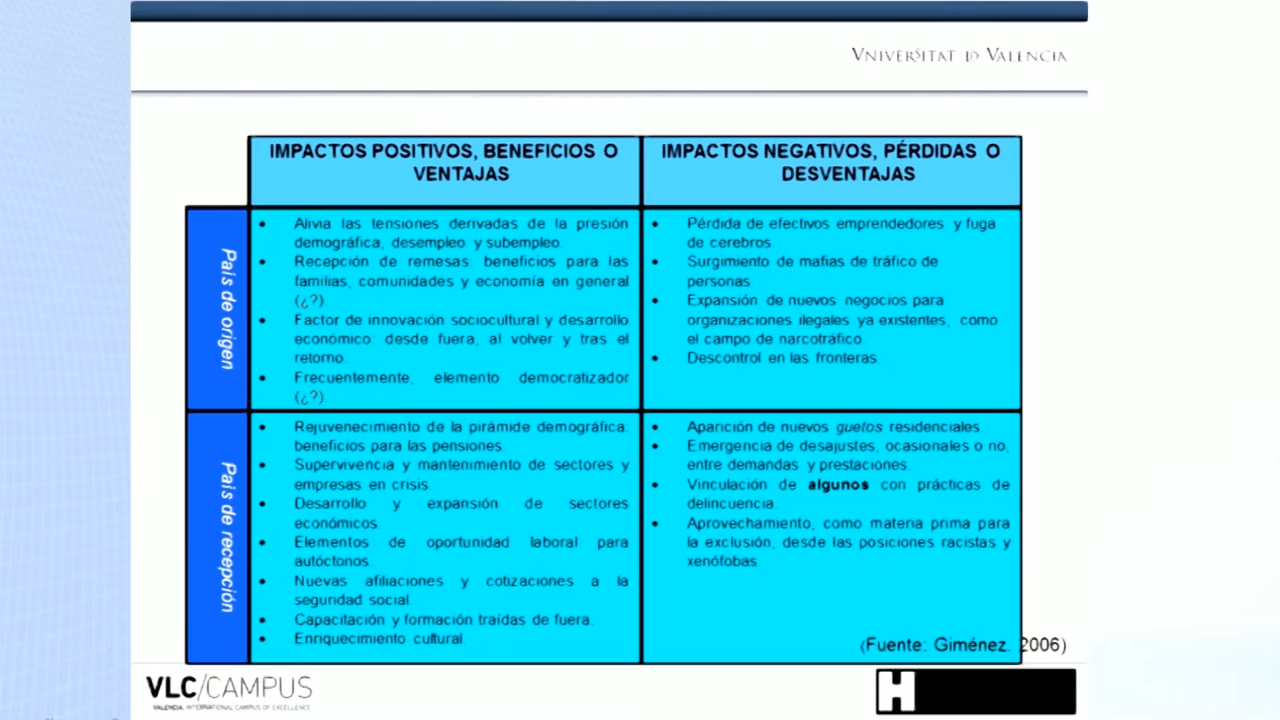 VNIVERSITAT ID VALENCIA
IMPACTOS POSITIVOS, BENEFICIOS O
VENTAJAS
IMPACTOS NEGATIVOS, PÉRDIDAS O
DESVENTAJAS
País de origen
• Alivia las tensiones derivadas de la presión
demográfica, desempleo y subempleo.
• Recepción de remesas: beneficios para las
familias, comunidades y economía en general
(¿?).
• Factor de innovación sociocultural y desarrollo
económico: desde fuera, al volver y tras el
retorno.
• Frecuentemente, elemento democratizador
(¿?).
• Pérdida de efectivos emprendedores y fuga
de cerebros.
• Surgimiento de mafias de tráfico de
personas.
• Expansión de nuevos negocios para
organizaciones ilegales ya existentes, como
el campo de narcotráfico.
• Descontrol en las fronteras.
País de recepción
• Rejuvenecimiento de la pirámide demográfica:
beneficios para las pensiones.
• Supervivencia y mantenimiento de sectores y
empresas en crisis.
• Desarrollo y expansión de sectores
económicos.
• Elementos de oportunidad laboral para
autóctonos.
• Nuevas afiliaciones y cotizaciones a la
seguridad social.
• Capacitación y formación traídas de fuera.
• Enriquecimiento cultural.
• Aparición de nuevos guetos residenciales.
• Emergencia de desajustes, ocasionales o no,
entre demandas y prestaciones.
• Vinculación de algunos con prácticas de
delincuencia.
• Aprovechamiento, como materia prima para
la exclusión, desde las posiciones racistas y
xenófobas.
(Fuente: Giménez, 2006)
VLC/CAMPUS
VALENCIA, INTERNATIONAL CAMPUS OF EXCELLENCE
H